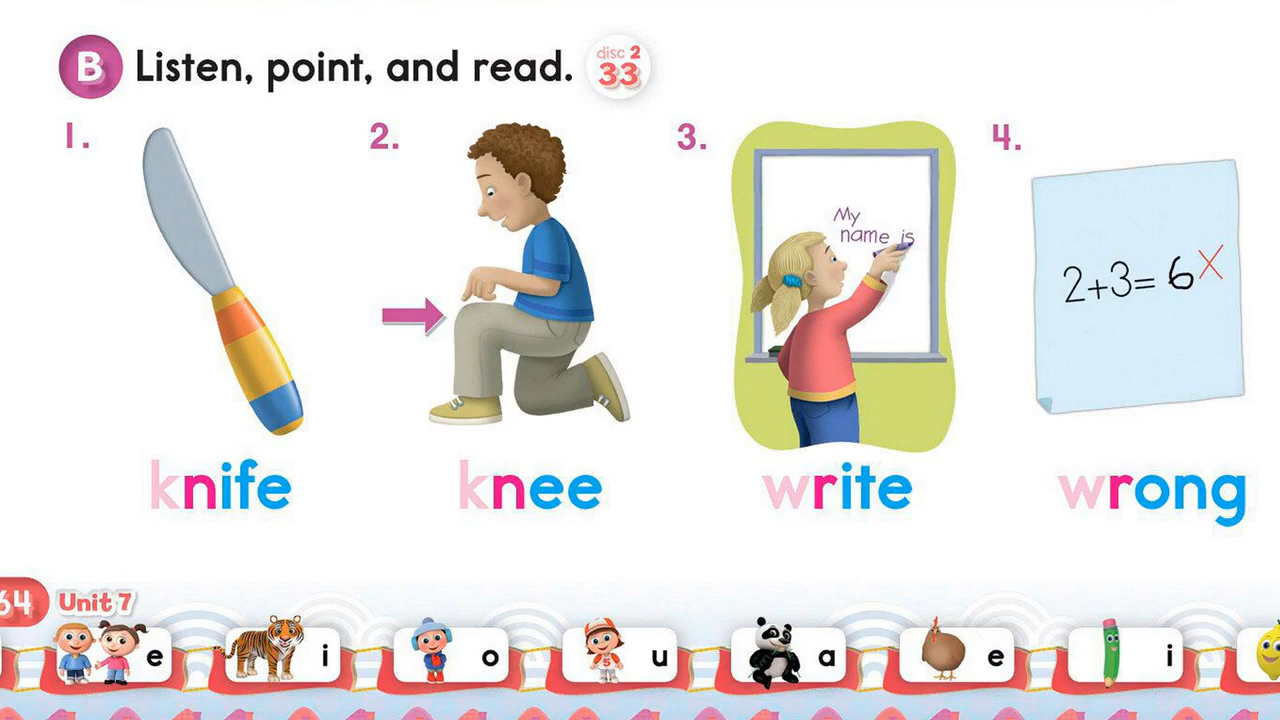 B Listen, point, and read. disc 2 33
1. 2. 3. 4.
My
name is
2+3=6X
knife knee write wrong
64 Unit 7
e i o u a e i
5